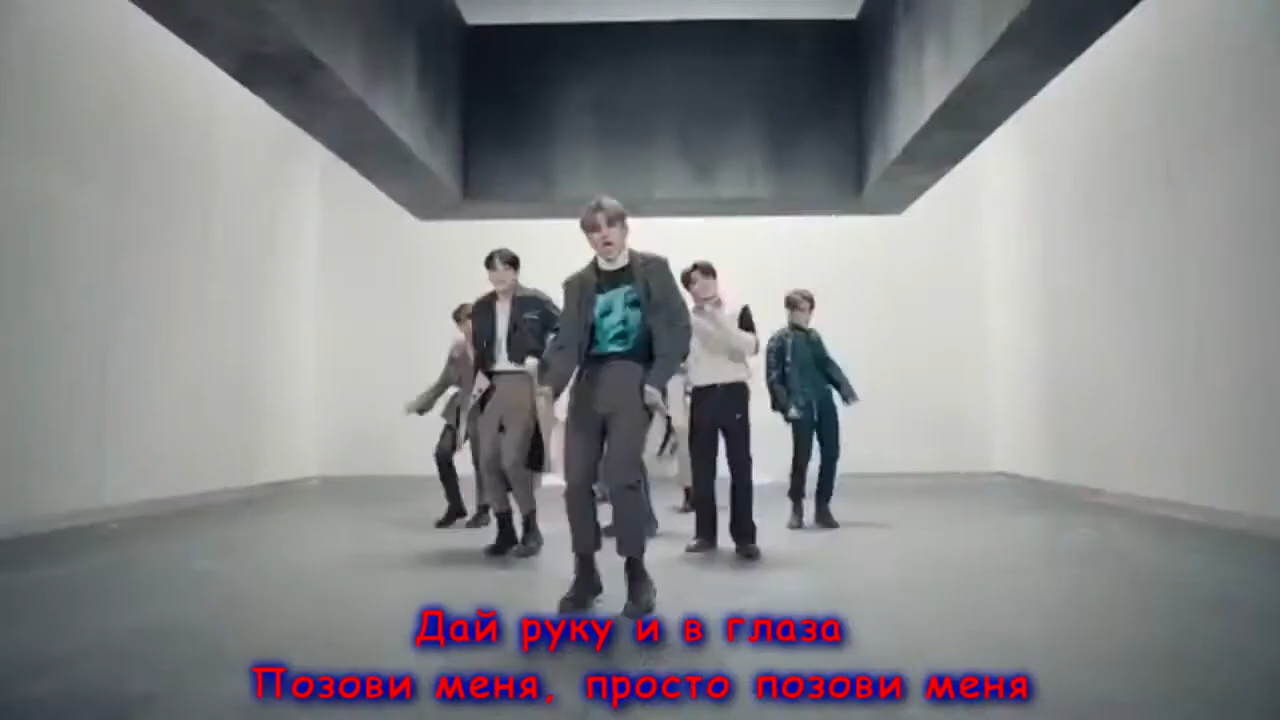 Дай руку и в глаза
Позови меня, просто позови меня